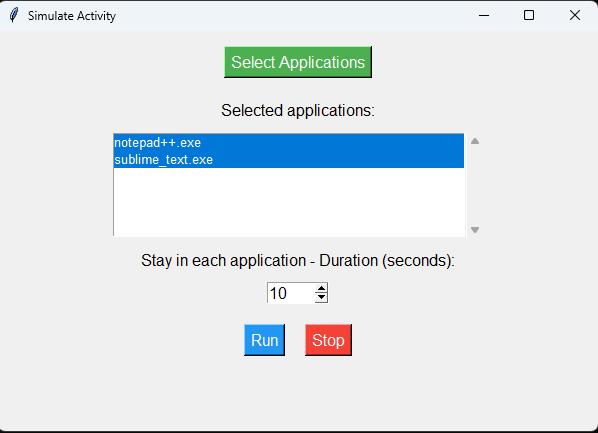 Simulate Activity
Select Applications
Selected applications:
notepad++.exe
sublime_text.exe
Stay in each application - Duration (seconds):
10
Run Stop